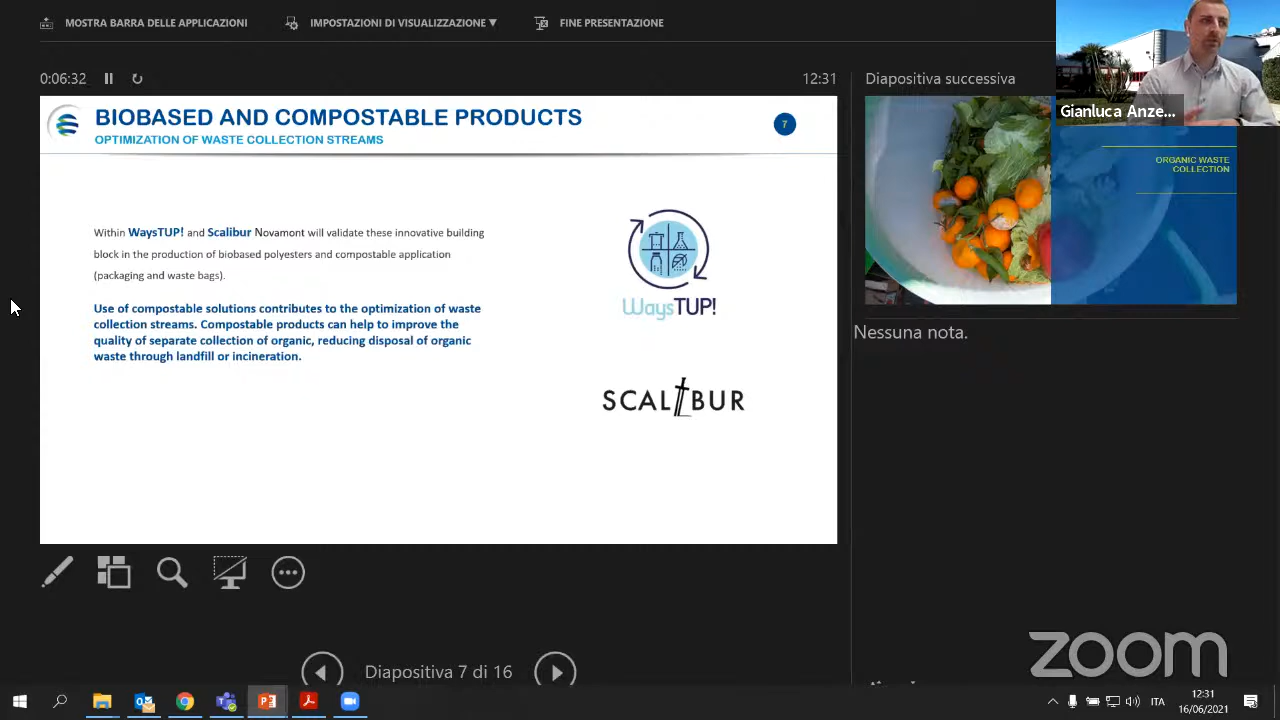 MOSTRA BARRA DELLE APPLICAZIONI
IMPOSTAZIONI DI VISUALIZZAZIONE ▼
FINE PRESENTAZIONE
0:06:32
12:31
Diapositiva successiva
Gianluca Anze...
BIOBASED AND COMPOSTABLE PRODUCTS
7
OPTIMIZATION OF WASTE COLLECTION STREAMS
Within WaysTUP! and Scalibur Novamont will validate these innovative building
block in the production of biobased polyesters and compostable application
(packaging and waste bags).
Use of compostable solutions contributes to the optimization of waste
collection streams. Compostable products can help to improve the
quality of separate collection of organic, reducing disposal of organic
waste through landfill or incineration.
WaysTUP!
SCALIBUR
ORGANIC WASTE
COLLECTION
Nessuna nota.
Diapositiva 7 di 16
zoom
ITA
12:31
16/06/2021